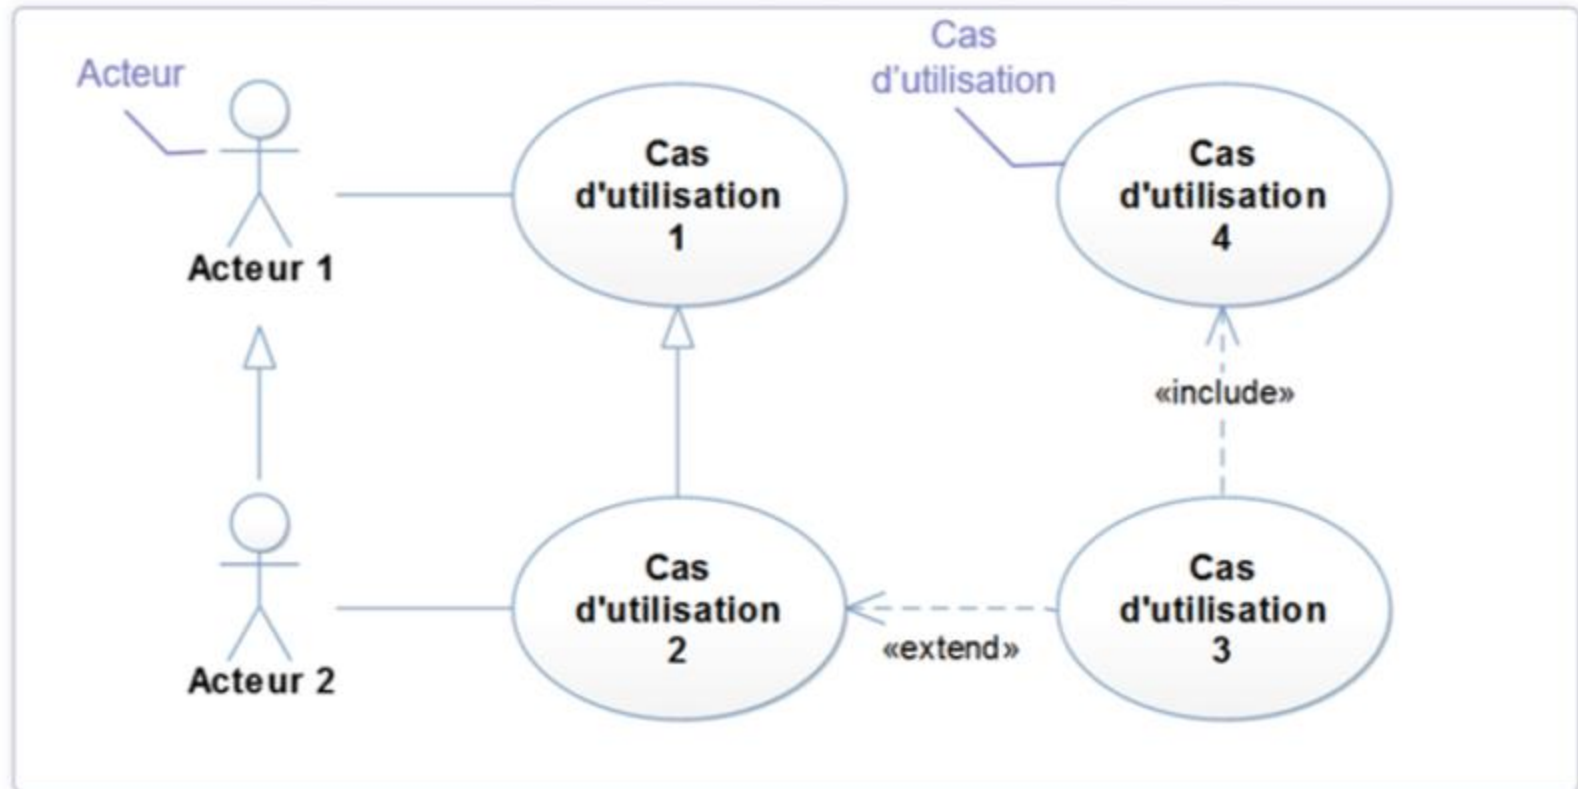 Acteur
Cas
d'utilisation
Cas
d'utilisation
1
Cas
d'utilisation
4
Acteur 1
«include»
Cas
d'utilisation
2
Cas
d'utilisation
3
«extend»
Acteur 2